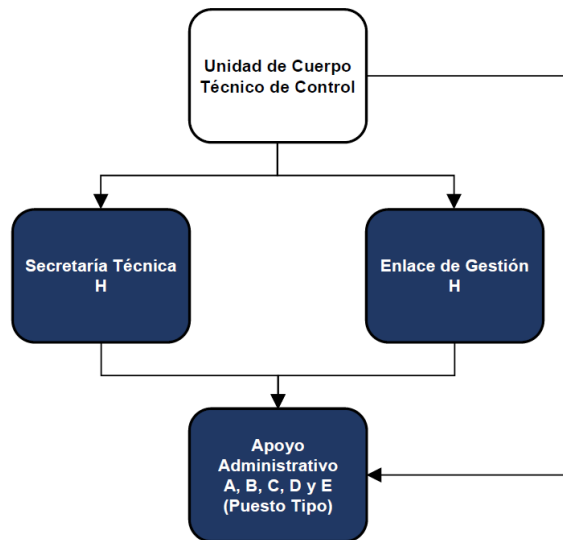 Unidad de Cuerpo
Técnico de Control
Secretaría Técnica
H
Enlace de Gestión
H
Apoyo
Administrativo
A, B, C, D y E
(Puesto Tipo)